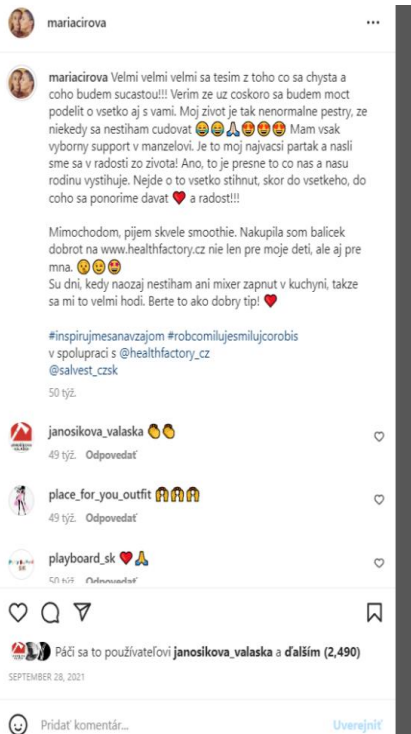 mariacirova
mariacirova Velmi velmi velmi sa tesim z toho co sa chysta a
coho budem sucastou!!! Verim ze uz coskoro sa budem moct
podelit o vsetko aj s vami. Moj zivot je tak nenormalne pestry, ze
niekedy sa nestiham cudovat 😂😂🙏😍😍😍 Mam vsak
vyborny support v manzelovi. Je to moj najvacsi partak a nasli
sme sa v radosti zo zivota! Ano, to je presne to co nas a nasu
rodinu vystihuje. Nejde o to vsetko stihnut, skor do vsetkeho, do
coho sa ponorime davat ❤️ a radost!!!
Mimochodom, pijem skvele smoothie. Nakupila som balicek
dobrot na www.healthfactory.cz nie len pre moje deti, ale aj pre
mna. 😗😊😍
Su dni, kedy naozaj nestiham ani mixer zapnut v kuchyni, takze
sa mi to velmi hodi. Berte to ako dobry tip! ❤️
#inspirujmesanavzajom #robcomilujesmilujcorobis
v spolupraci s @healthfactory_cz
@salvest_czsk
50 týž.
janosikova_valaska 👏👏
49 týž. Odpovedať
place_for_you_outfit 🙌🙌🙌
49 týž. Odpovedať
playboard_sk ❤️🙏
50 týž. Odpovedať
Páči sa to používateľovi janosikova_valaska a ďalším (2,490)
SEPTEMBER 28, 2021
Pridať komentár...
Uverejniť